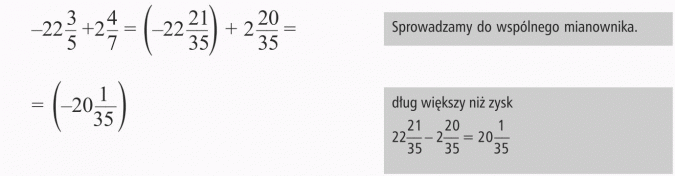 –22 3/5 +2 4/7 = (–22 21/35) + 2 20/35 =
Sprowadzamy do wspólnego mianownika.
= (–20 1/35)
dług większy niż zysk
22 21/35 – 2 20/35 = 20 1/35